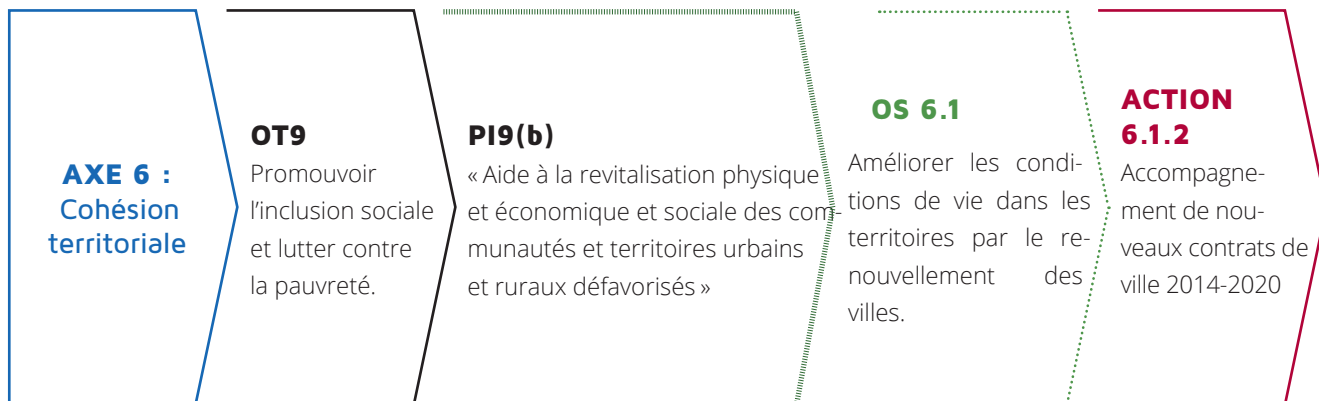 AXE 6 :
Cohésion
territoriale
OT9
Promouvoir
l’inclusion sociale
et lutter contre
la pauvreté.
PI9(b)
« Aide à la revitalisation physique
et économique et sociale des com-
munautés et territoires urbains
et ruraux défavorisés »
OS 6.1
Améliorer les condi-
tions de vie dans les
territoires par le re-
nouvellement des
villes.
ACTION
6.1.2
Accompagne-
ment de nou-
veaux contrats de
ville 2014-2020